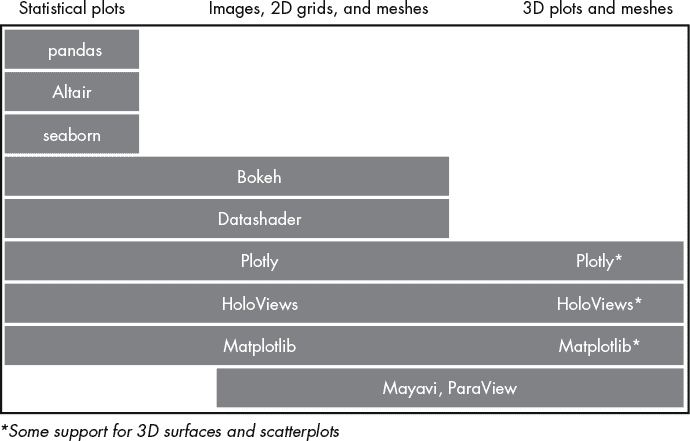 Statistical plots Images, 2D grids, and meshes 3D plots and meshes
pandas
Altair
seaborn
Bokeh
Datashader
Plotly Plotly*
HoloViews HoloViews*
Matplotlib Matplotlib*
Mayavi, ParaView
*Some support for 3D surfaces and scatterplots